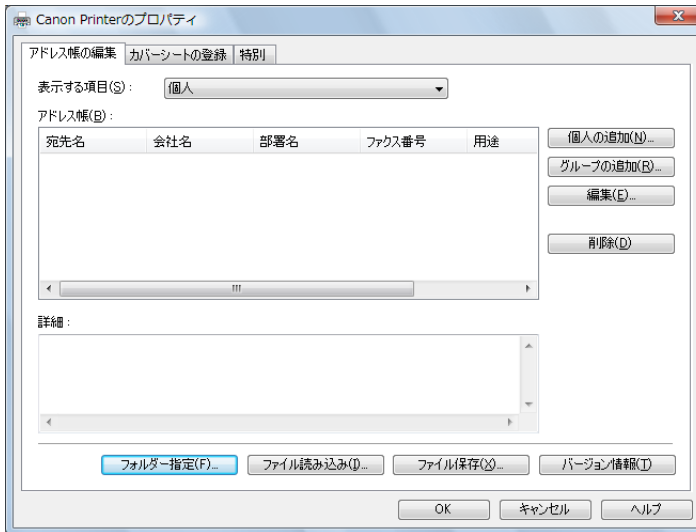 Canon Printerのプロパティ
アドレス帳の編集 カバーシートの登録 特別
表示する項目(S): 個人
アドレス帳(B):
宛先名 会社名 部署名 ファクス番号 用途
個人の追加(N)...
グループの追加(R)...
編集(E)...
削除(D)
詳細:
フォルダー指定(F)... ファイル読み込み(I)... ファイル保存(X)... バージョン情報(T)
OK キャンセル ヘルプ